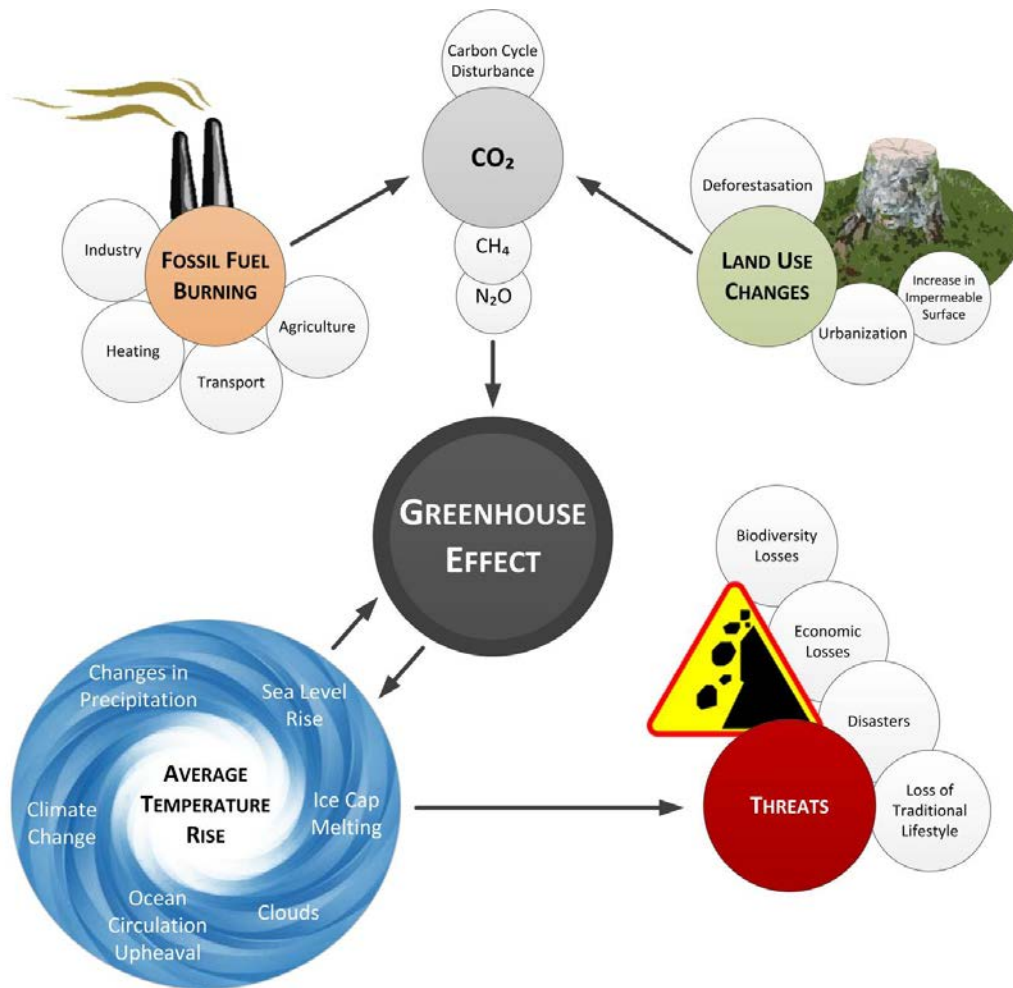 Carbon Cycle
Disturbance
CO₂
CH₄
N₂O
Industry
FOSSIL FUEL
BURNING
Heating
Transport
Agriculture
Deforestasation
LAND USE
CHANGES
Increase in
Impermeable
Surface
Urbanization
GREENHOUSE
EFFECT
Changes in
Precipitation
Sea Level
Rise
AVERAGE
TEMPERATURE
RISE
Climate
Change
Ice Cap
Melting
Ocean
Circulation
Upheaval
Clouds
Biodiversity
Losses
Economic
Losses
Disasters
THREATS
Loss of
Traditional
Lifestyle